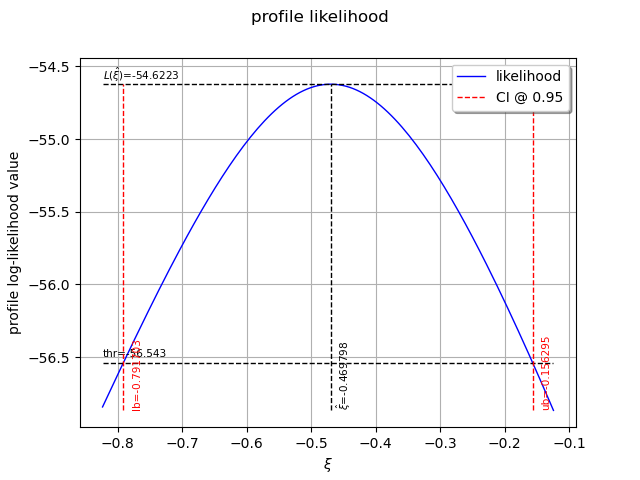 profile likelihood
L(ξ̂)=-54.6223
likelihood
CI @ 0.95
profile log-likelihood value
−54.5
−55.0
−55.5
−56.0
−56.5
thr=-56.543
ξ̂=-0.469798
ub=-0.156295
−0.8
−0.7
−0.6
−0.5
−0.4
−0.3
−0.2
−0.1
ξ